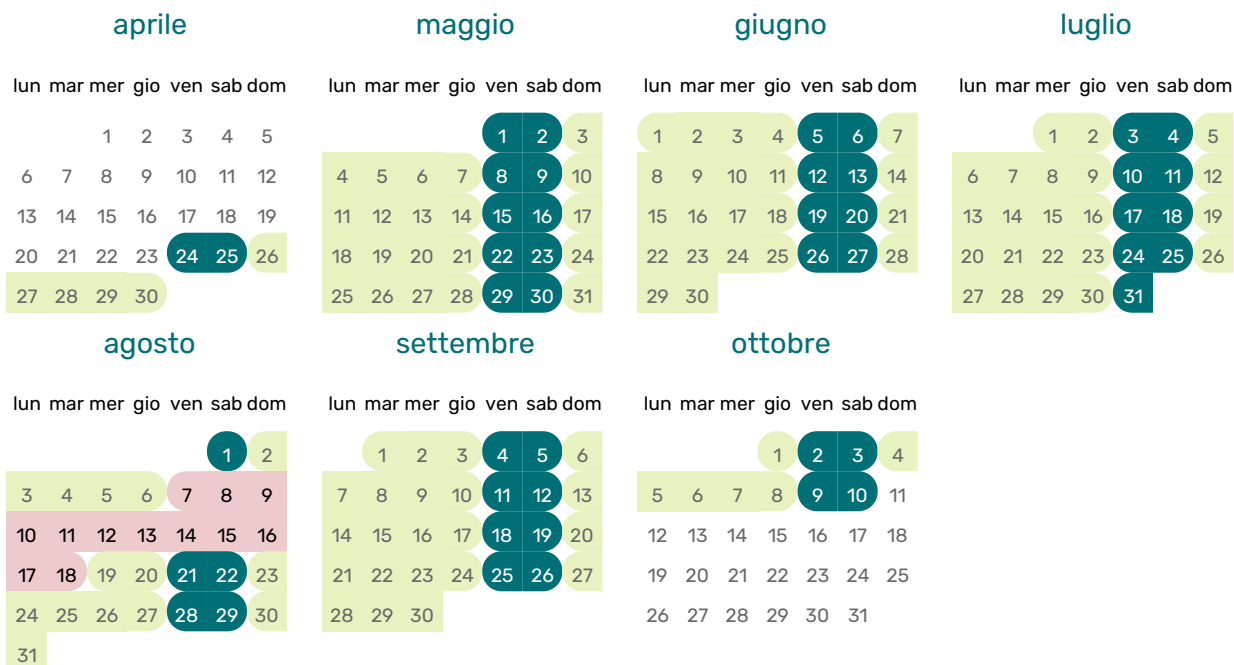 aprile maggio giugno luglio
lun mar mer gio ven sab dom lun mar mer gio ven sab dom lun mar mer gio ven sab dom lun mar mer gio ven sab dom
1 2 3 4 5 1 2 3 1 2 3 4 5 6 7 1 2 3 4 5
6 7 8 9 10 11 12 4 5 6 7 8 9 10 8 9 10 11 12 13 14 6 7 8 9 10 11 12
13 14 15 16 17 18 19 11 12 13 14 15 16 17 15 16 17 18 19 20 21 13 14 15 16 17 18 19
20 21 22 23 24 25 26 18 19 20 21 22 23 24 22 23 24 25 26 27 28 20 21 22 23 24 25 26
27 28 29 30 25 26 27 28 29 30 31 29 30 27 28 29 30 31
agosto settembre ottobre
lun mar mer gio ven sab dom lun mar mer gio ven sab dom lun mar mer gio ven sab dom
1 2 1 2 3 4 5 6 1 2 3 4
3 4 5 6 7 8 9 7 8 9 10 11 12 13 5 6 7 8 9 10 11
10 11 12 13 14 15 16 14 15 16 17 18 19 20 12 13 14 15 16 17 18
17 18 19 20 21 22 23 21 22 23 24 25 26 27 19 20 21 22 23 24 25
24 25 26 27 28 29 30 28 29 30 26 27 28 29 30 31
31